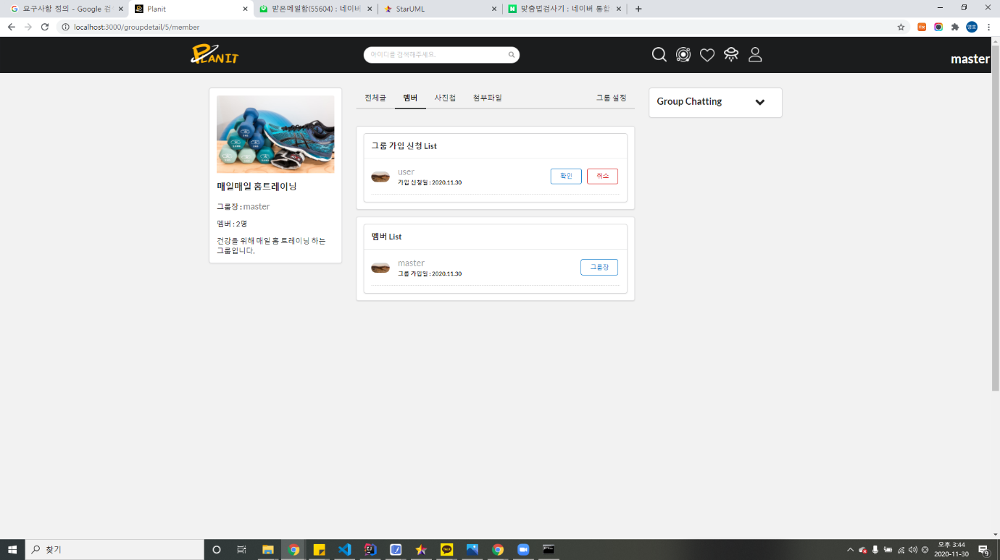 요구사항 정의 - Google 검
Planit
받은메일함(55604) : 네이버
StarUML
맞춤법검사기 : 네이버 통합
localhost:3000/groupdetail/5/member
영호
PLANIT
아이디를 검색해주세요.
master
전체글 멤버 사진첩 첨부파일 그룹 설정
Group Chatting
매일매일 홈트레이닝
그룹장 : master
멤버 : 2명
건강을 위해 매일 홈 트레이닝 하는
그룹입니다.
그룹 가입 신청 List
user
가입 신청일 : 2020.11.30
확인 취소
멤버 List
master
그룹 가입일 : 2020.11.30
그룹장
찾기
TALK
오후 3:44
2020-11-30
9